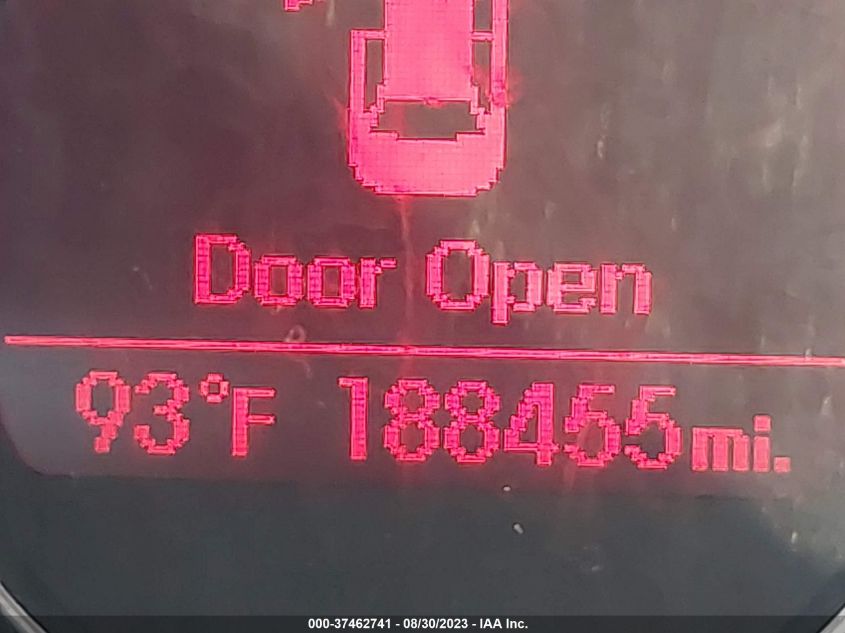 Door Open
93°F 188455mi.
000-37462741 - 08/30/2023 - IAA Inc.